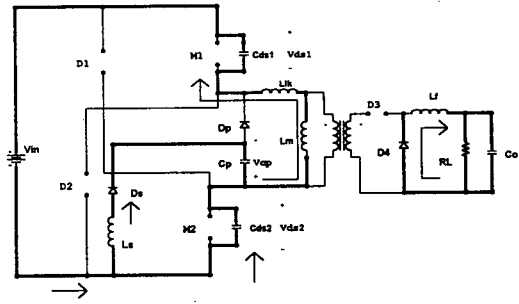 M1
Cds1 Vds1
D1
Llk
D3
Lf
Dp
Lm
D4
RL
Co
Vin
Cp
Vcp
D2
Ds
M2
Cds2 Vds2
Ls